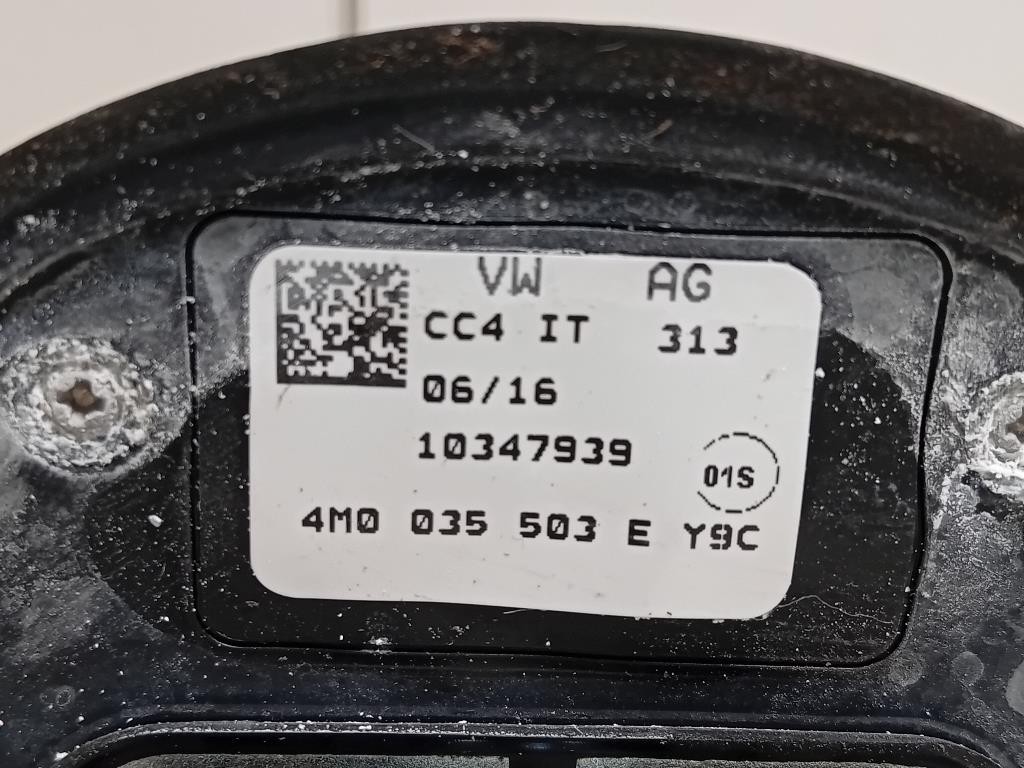 VW AG
CC4 IT 313
06/16
10347939
01S
4M0 035 503 E Y9C